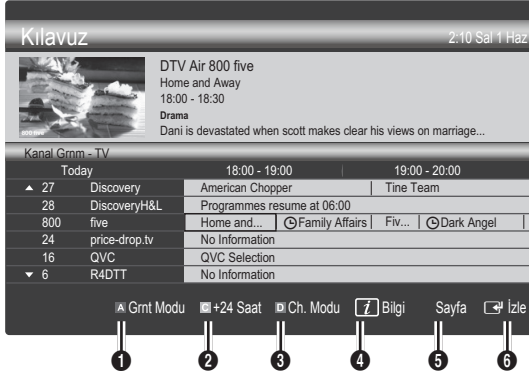 Kılavuz 2:10 Sal 1 Haz
DTV Air 800 five
Home and Away
18:00 - 18:30
Drama
Dani is devastated when scott makes clear his views on marriage...
800 five
Kanal Grnm - TV
Today 18:00 - 19:00 19:00 - 20:00
▲ 27 Discovery American Chopper Tine Team
28 DiscoveryH&L Programmes resume at 06:00
800 five Home and... Family Affairs Fiv... Dark Angel
24 price-drop.tv No Information
16 QVC QVC Selection
▼ 6 R4DTT No Information
A Grnt Modu C +24 Saat D Ch. Modu i Bilgi Sayfa İzle
1 2 3 4 5 6